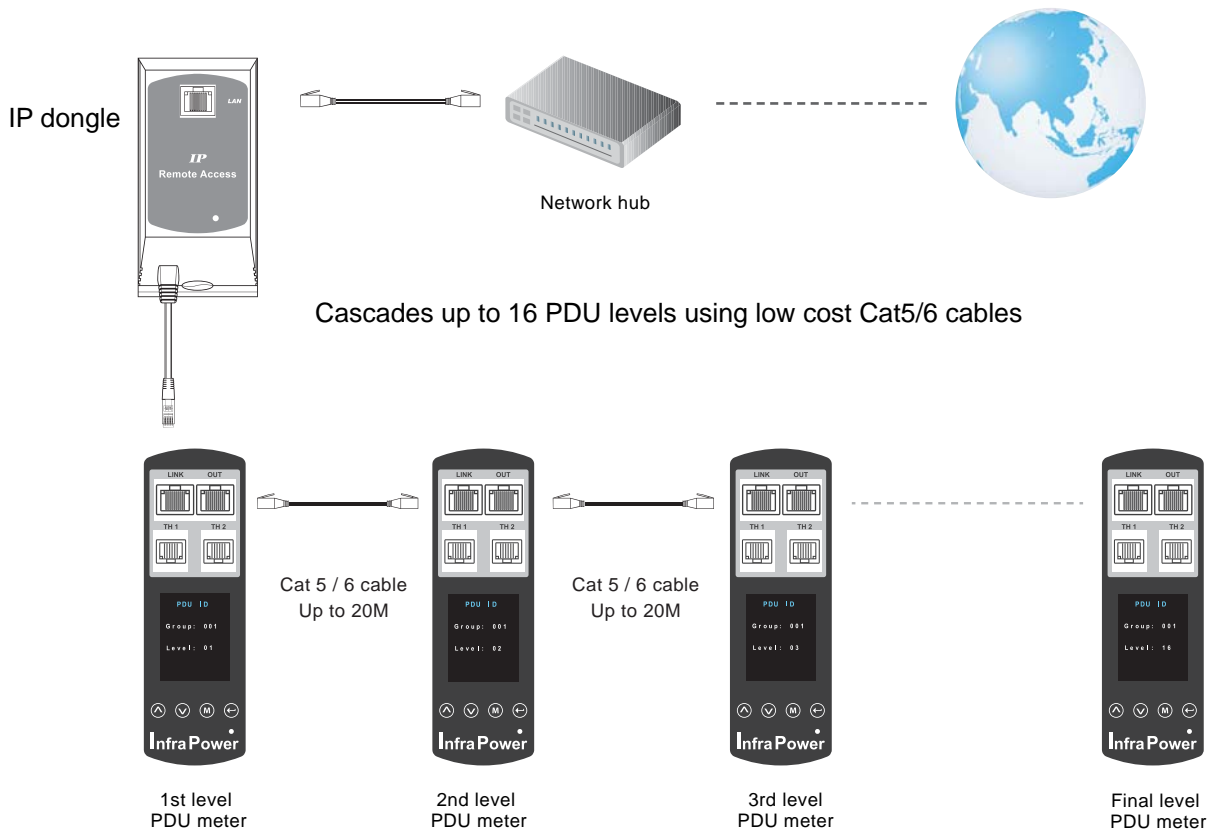 IP dongle
LAN
IP
Remote Access
Network hub
Cascades up to 16 PDU levels using low cost Cat5/6 cables
LINK OUT
TH 1 TH 2
PDU ID
Group: 001
Level: 01
M
InfraPower
1st level
PDU meter
Cat 5 / 6 cable
Up to 20M
LINK OUT
TH 1 TH 2
PDU ID
Group: 001
Level: 02
M
InfraPower
2nd level
PDU meter
Cat 5 / 6 cable
Up to 20M
LINK OUT
TH 1 TH 2
PDU ID
Group: 001
Level: 03
M
InfraPower
3rd level
PDU meter
LINK OUT
TH 1 TH 2
PDU ID
Group: 001
Level: 16
M
InfraPower
Final level
PDU meter